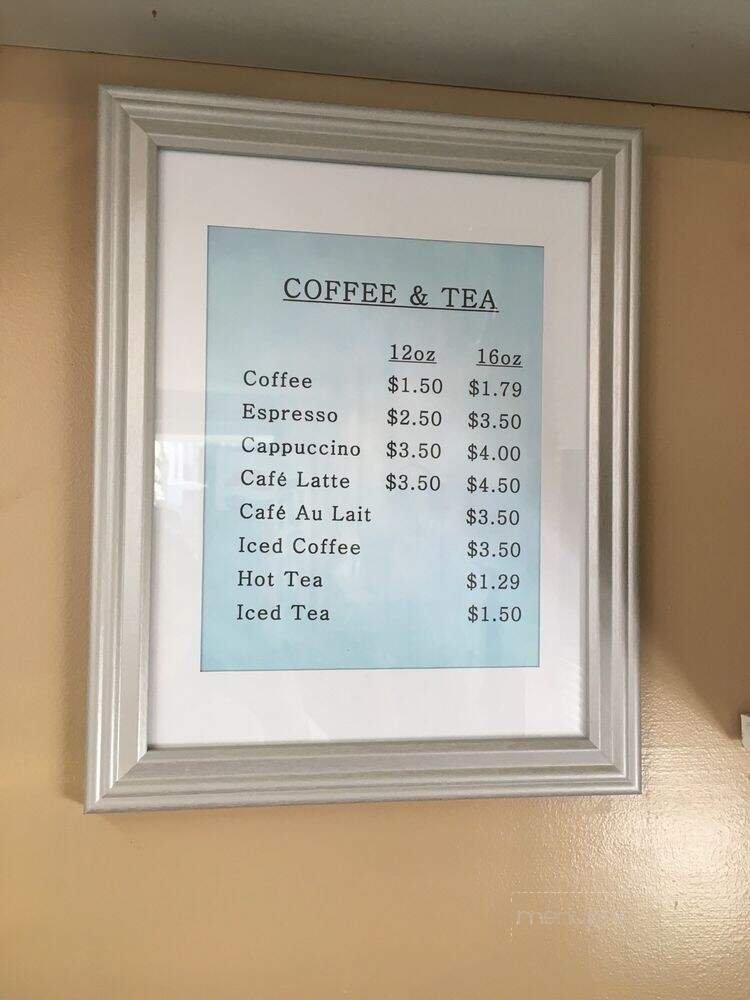 COFFEE & TEA
12oz 16oz
Coffee $1.50 $1.79
Espresso $2.50 $3.50
Cappuccino $3.50 $4.00
Café Latte $3.50 $4.50
Café Au Lait $3.50
Iced Coffee $3.50
Hot Tea $1.29
Iced Tea $1.50